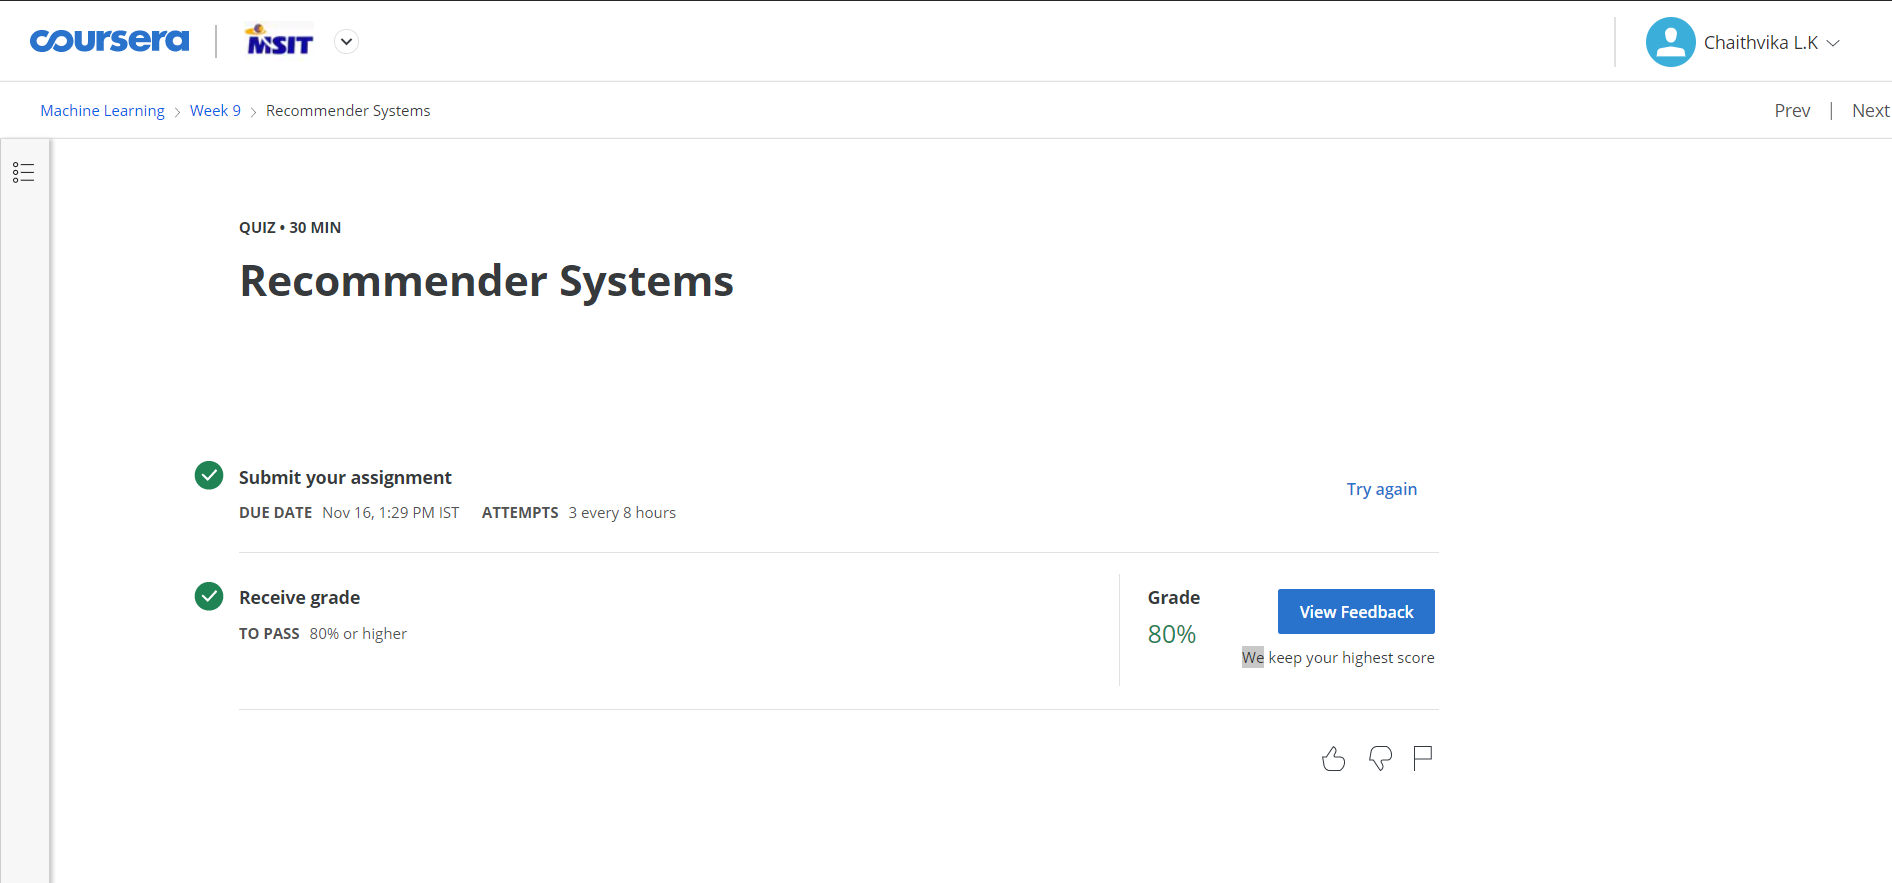 coursera
MSIT
Chaithvika L.K
Machine Learning Week 9 Recommender Systems
Prev | Next
QUIZ • 30 MIN
Recommender Systems
Submit your assignment
DUE DATE Nov 16, 1:29 PM IST ATTEMPTS 3 every 8 hours
Try again
Receive grade
TO PASS 80% or higher
Grade
80%
View Feedback
We keep your highest score